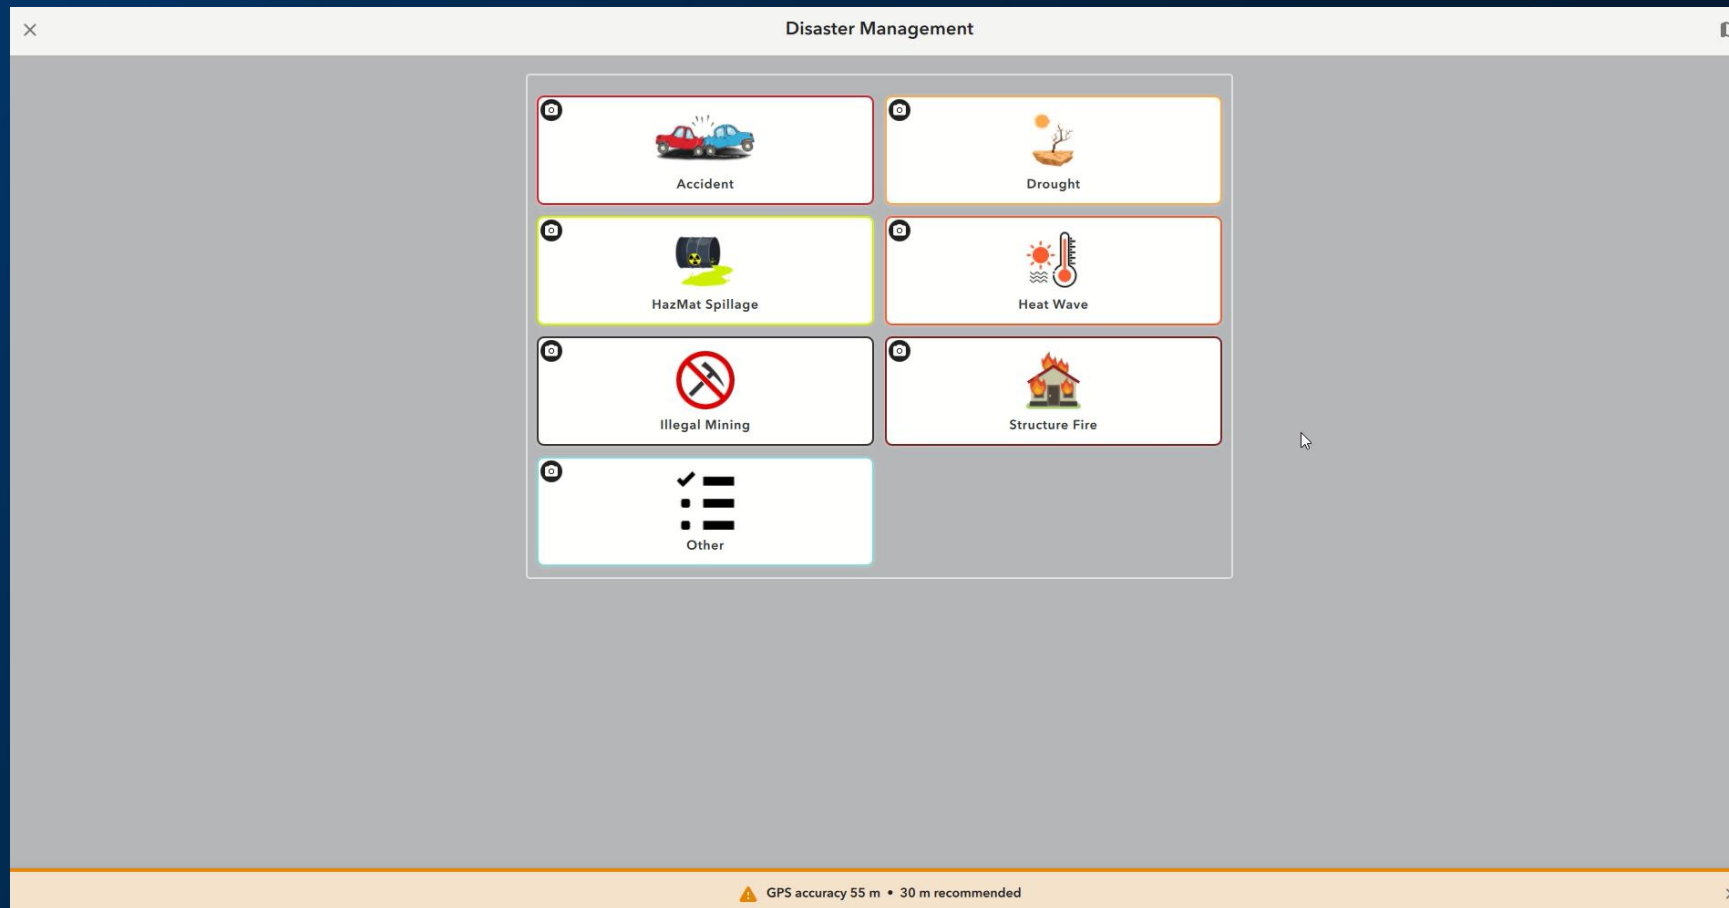 Disaster Management
Accident
Drought
HazMat Spillage
Heat Wave
Illegal Mining
Structure Fire
Other
GPS accuracy 55 m • 30 m recommended